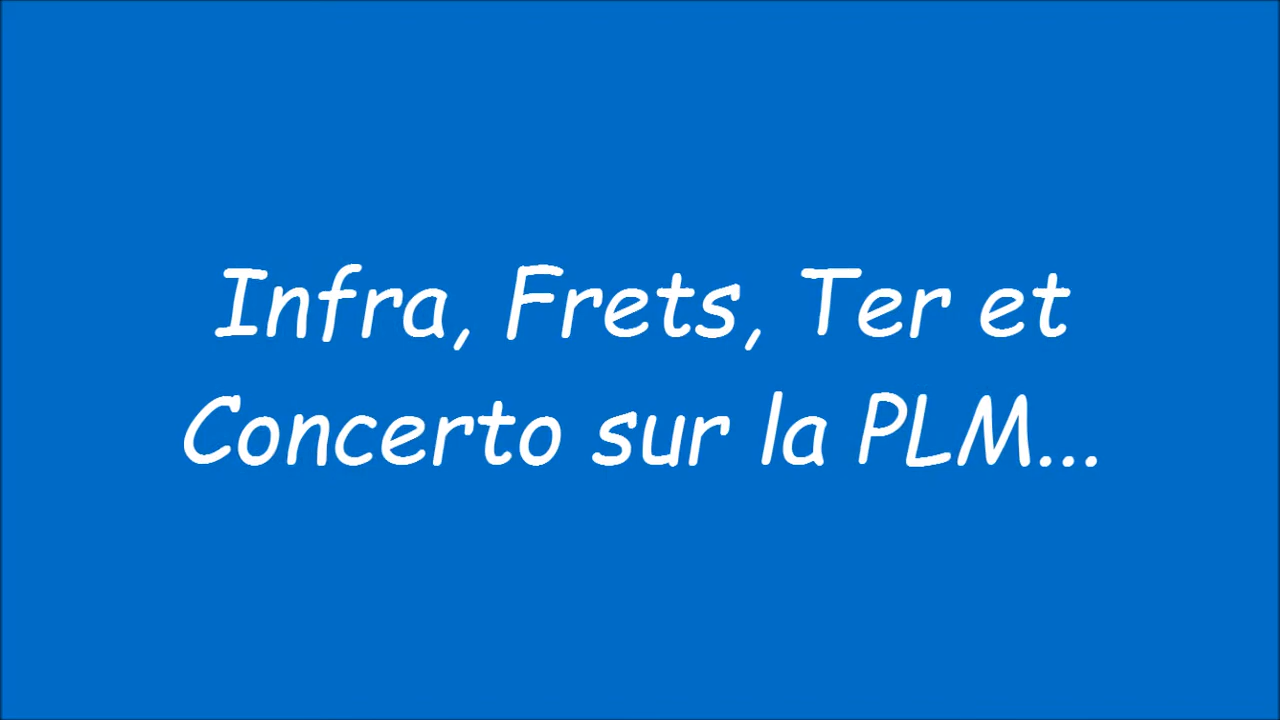 Infra, Frets, Ter et
Concerto sur la PLM...